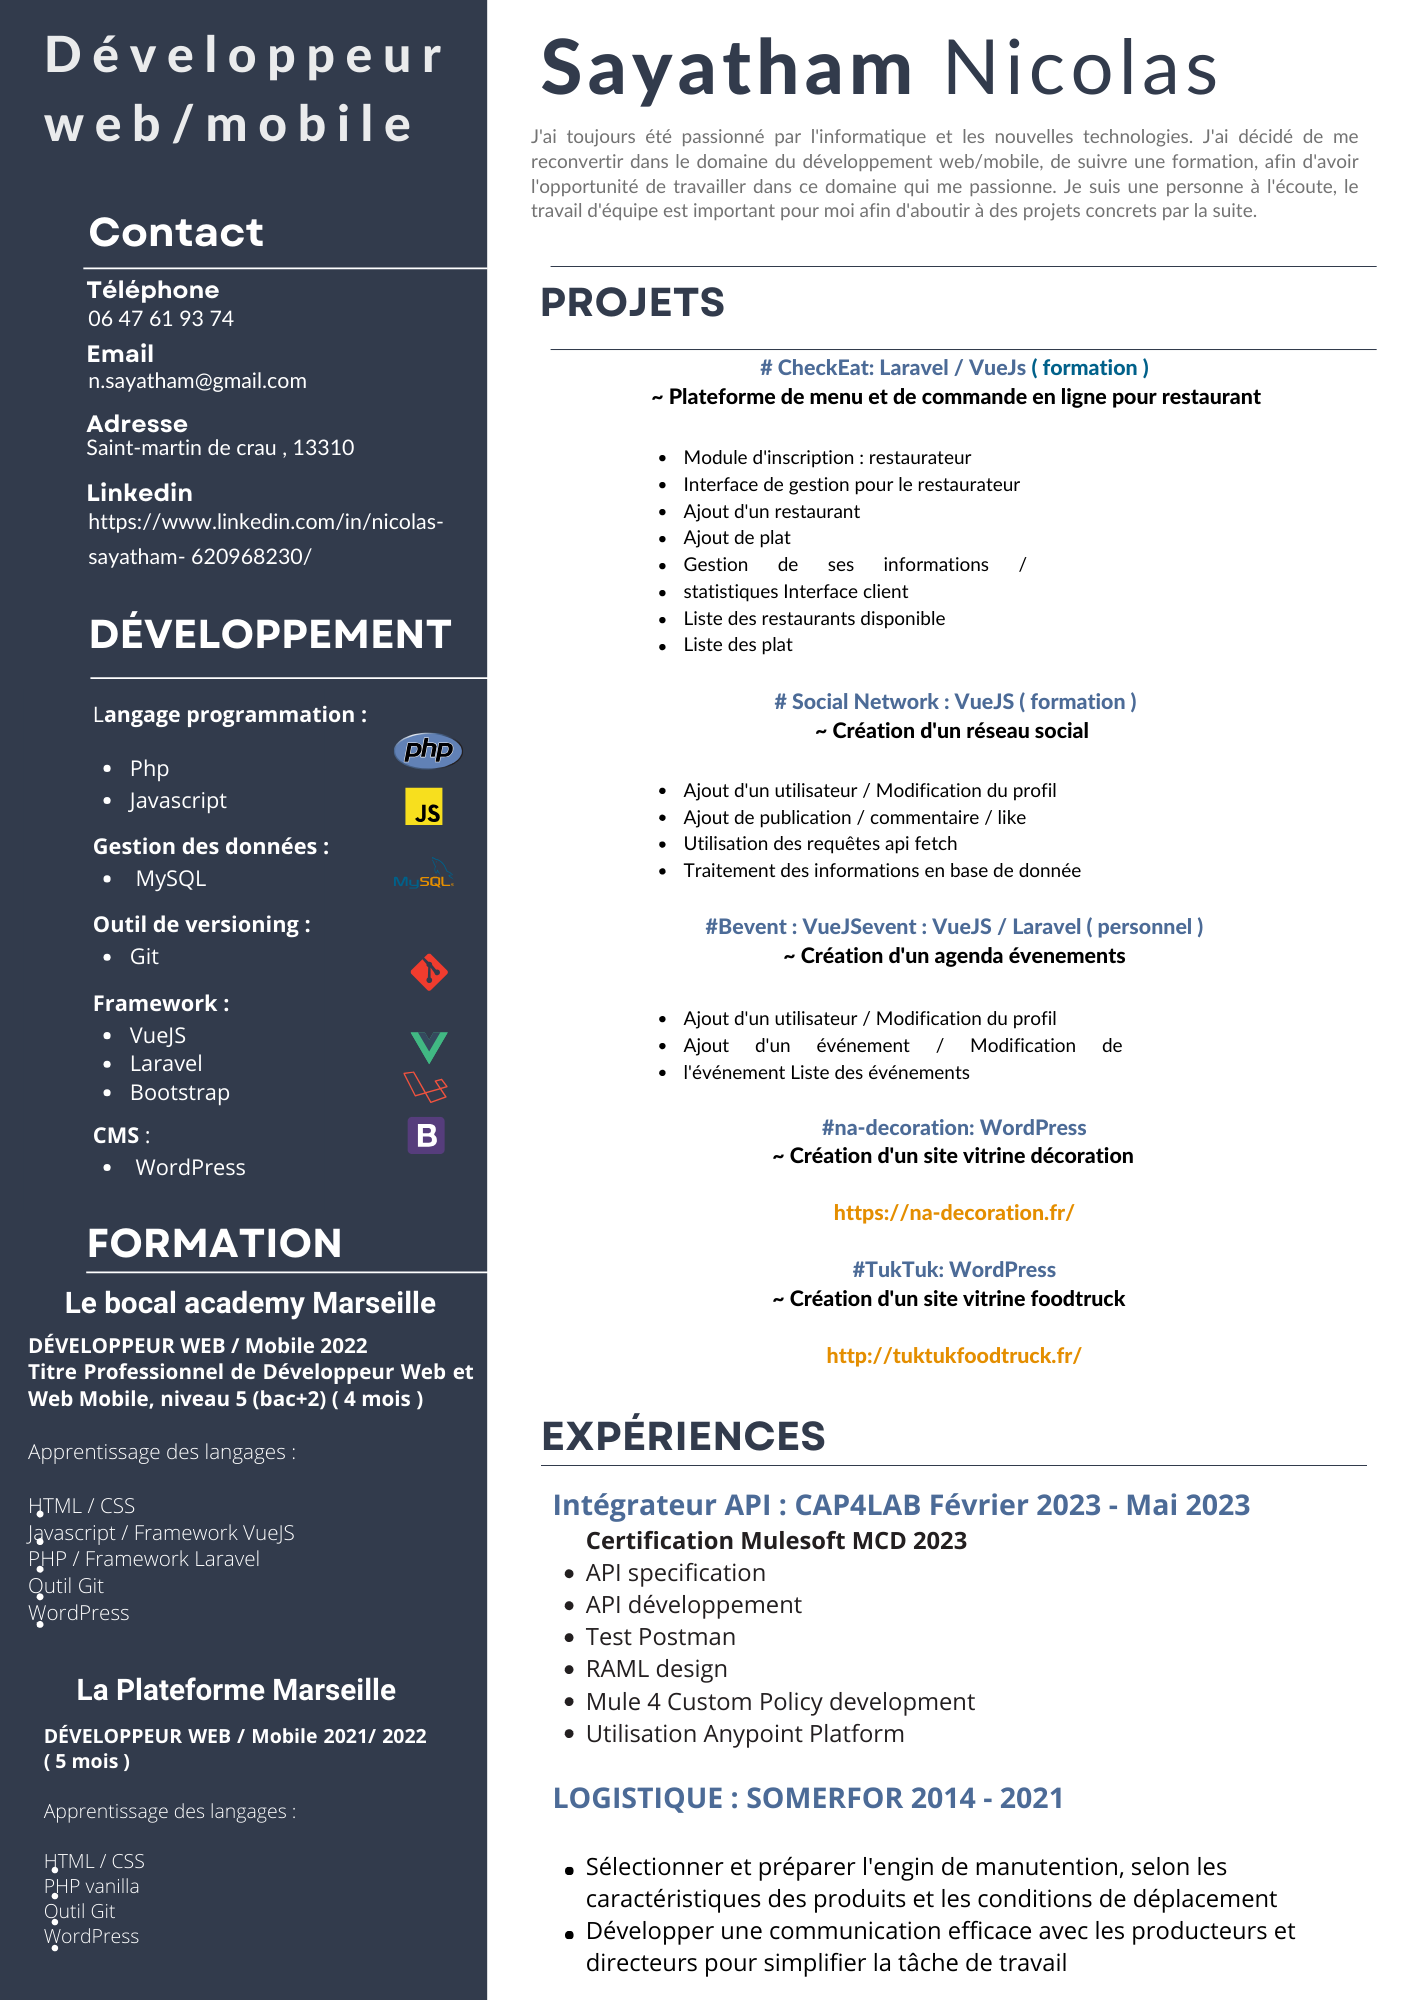 Développeur
web/mobile
Contact
Téléphone
06 47 61 93 74
Email
n.sayatham@gmail.com
Adresse
Saint-martin de crau , 13310
Linkedin
https://www.linkedin.com/in/nicolas-
sayatham- 620968230/
DÉVELOPPEMENT
Langage programmation :
• Php
• Javascript
php
JS
Gestion des données :
• MySQL
MySQL
Outil de versioning :
• Git
Framework :
• VueJS
• Laravel
• Bootstrap
B
CMS :
• WordPress
FORMATION
Le bocal academy Marseille
DÉVELOPPEUR WEB / Mobile 2022
Titre Professionnel de Développeur Web et
Web Mobile, niveau 5 (bac+2) ( 4 mois )
Apprentissage des langages :
HTML / CSS
Javascript / Framework VueJS
PHP / Framework Laravel
Outil Git
WordPress
La Plateforme Marseille
DÉVELOPPEUR WEB / Mobile 2021/ 2022
( 5 mois )
Apprentissage des langages :
HTML / CSS
PHP vanilla
Outil Git
WordPress
Sayatham Nicolas
J'ai toujours été passionné par l'informatique et les nouvelles technologies. J'ai décidé de me
reconvertir dans le domaine du développement web/mobile, de suivre une formation, afin d'avoir
l'opportunité de travailler dans ce domaine qui me passionne. Je suis une personne à l'écoute, le
travail d'équipe est important pour moi afin d'aboutir à des projets concrets par la suite.
PROJETS
# CheckEat: Laravel / VueJs ( formation )
~ Plateforme de menu et de commande en ligne pour restaurant
• Module d'inscription : restaurateur
• Interface de gestion pour le restaurateur
• Ajout d'un restaurant
• Ajout de plat
• Gestion de ses informations /
• statistiques Interface client
• Liste des restaurants disponible
• Liste des plat
# Social Network : VueJS ( formation )
~ Création d'un réseau social
• Ajout d'un utilisateur / Modification du profil
• Ajout de publication / commentaire / like
• Utilisation des requêtes api fetch
• Traitement des informations en base de donnée
#Bevent : VueJSevent : VueJS / Laravel ( personnel )
~ Création d'un agenda évenements
• Ajout d'un utilisateur / Modification du profil
• Ajout d'un événement / Modification de
• l'événement Liste des événements
#na-decoration: WordPress
~ Création d'un site vitrine décoration
https://na-decoration.fr/
#TukTuk: WordPress
~ Création d'un site vitrine foodtruck
http://tuktukfoodtruck.fr/
EXPÉRIENCES
Intégrateur API : CAP4LAB Février 2023 - Mai 2023
Certification Mulesoft MCD 2023
• API specification
• API développement
• Test Postman
• RAML design
• Mule 4 Custom Policy development
• Utilisation Anypoint Platform
LOGISTIQUE : SOMERFOR 2014 - 2021
• Sélectionner et préparer l'engin de manutention, selon les
caractéristiques des produits et les conditions de déplacement
• Développer une communication efficace avec les producteurs et
directeurs pour simplifier la tâche de travail